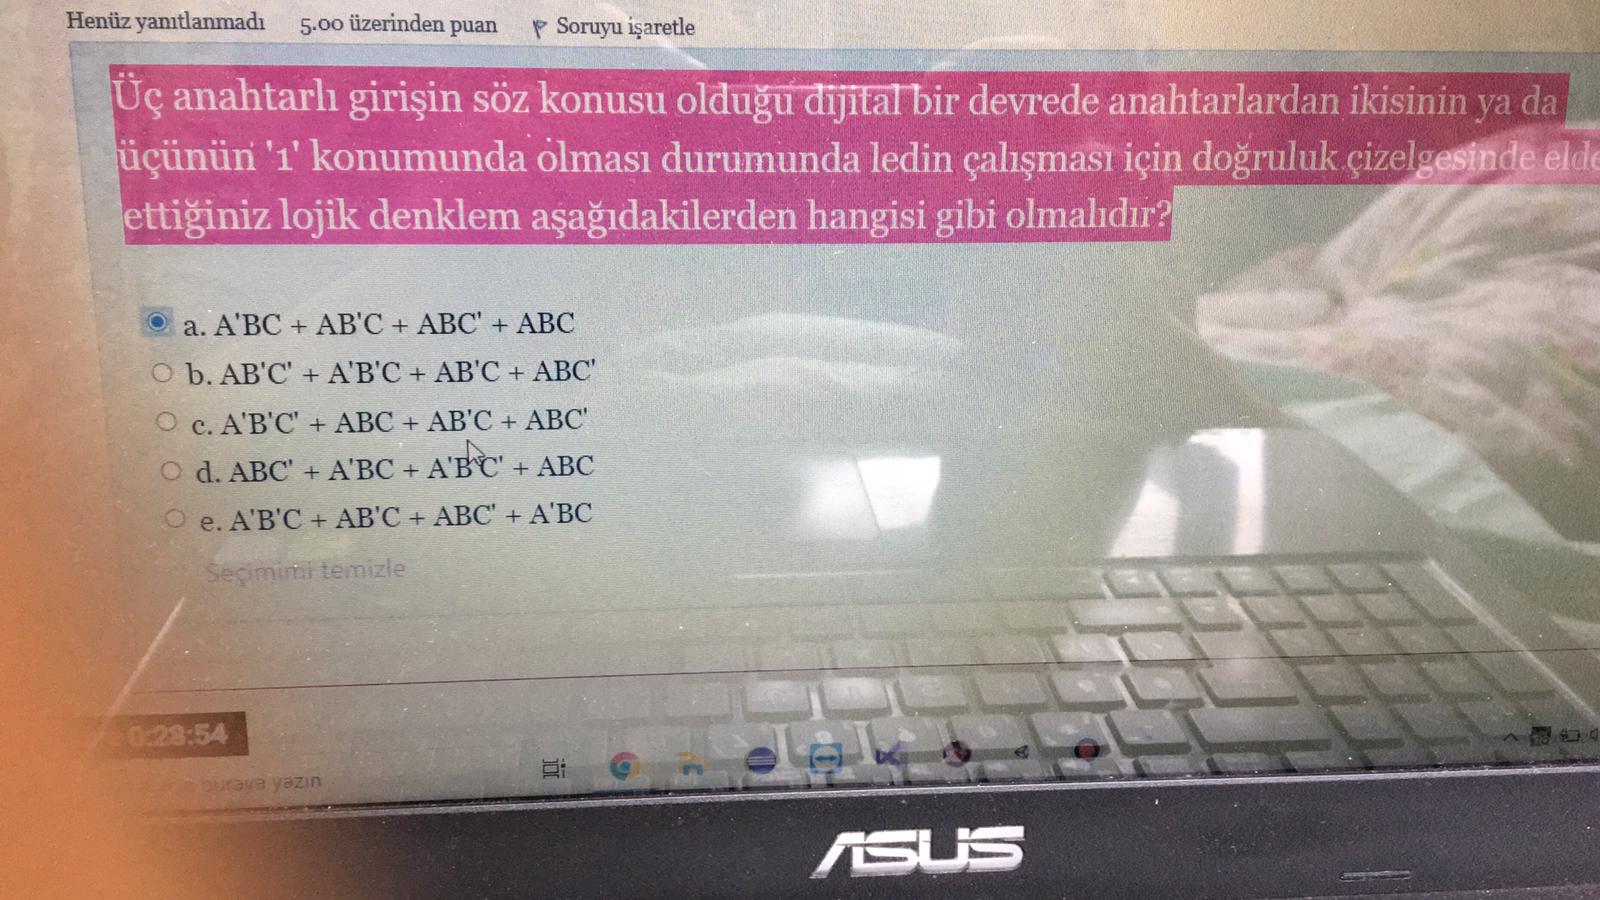 Henüz yanıtlanmadı 5.00 üzerinden puan Soruyu işaretle
Üç anahtarlı girişin söz konusu olduğu dijital bir devrede anahtarlardan ikisinin ya da
üçünün '1' konumunda olması durumunda ledin çalışması için doğruluk çizelgesinde elde
ettiğiniz lojik denklem aşağıdakilerden hangisi gibi olmalıdır?
a. A'BC + AB'C + ABC' + ABC
b. AB'C' + A'B'C + AB'C + ABC'
c. A'B'C' + ABC + AB'C + ABC'
d. ABC' + A'BC + A'B'C' + ABC
e. A'B'C + AB'C + ABC' + A'BC
Seçimimi temizle
0:28:54
buraya yazın
ASUS